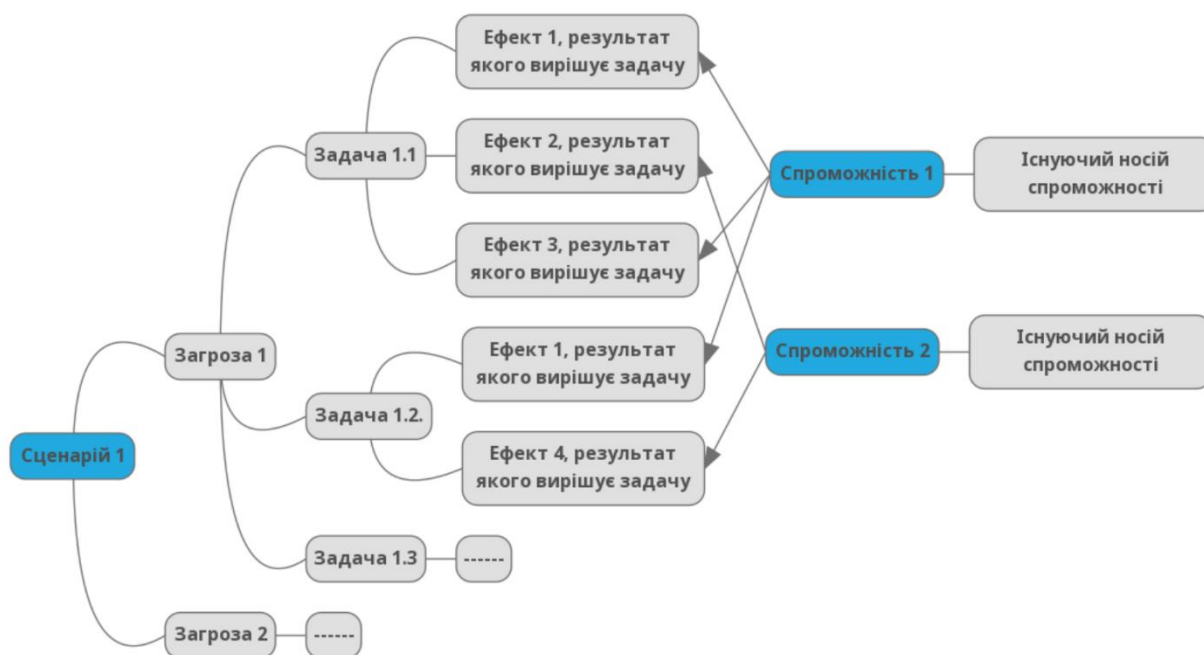 Ефект 1, результат
якого вирішує задачу
Задача 1.1
Ефект 2, результат
якого вирішує задачу
Спроможність 1
Існуючий носій
спроможності
Ефект 3, результат
якого вирішує задачу
Загроза 1
Ефект 1, результат
якого вирішує задачу
Спроможність 2
Існуючий носій
спроможності
Задача 1.2.
Сценарій 1
Ефект 4, результат
якого вирішує задачу
Задача 1.3
------
Загроза 2
------